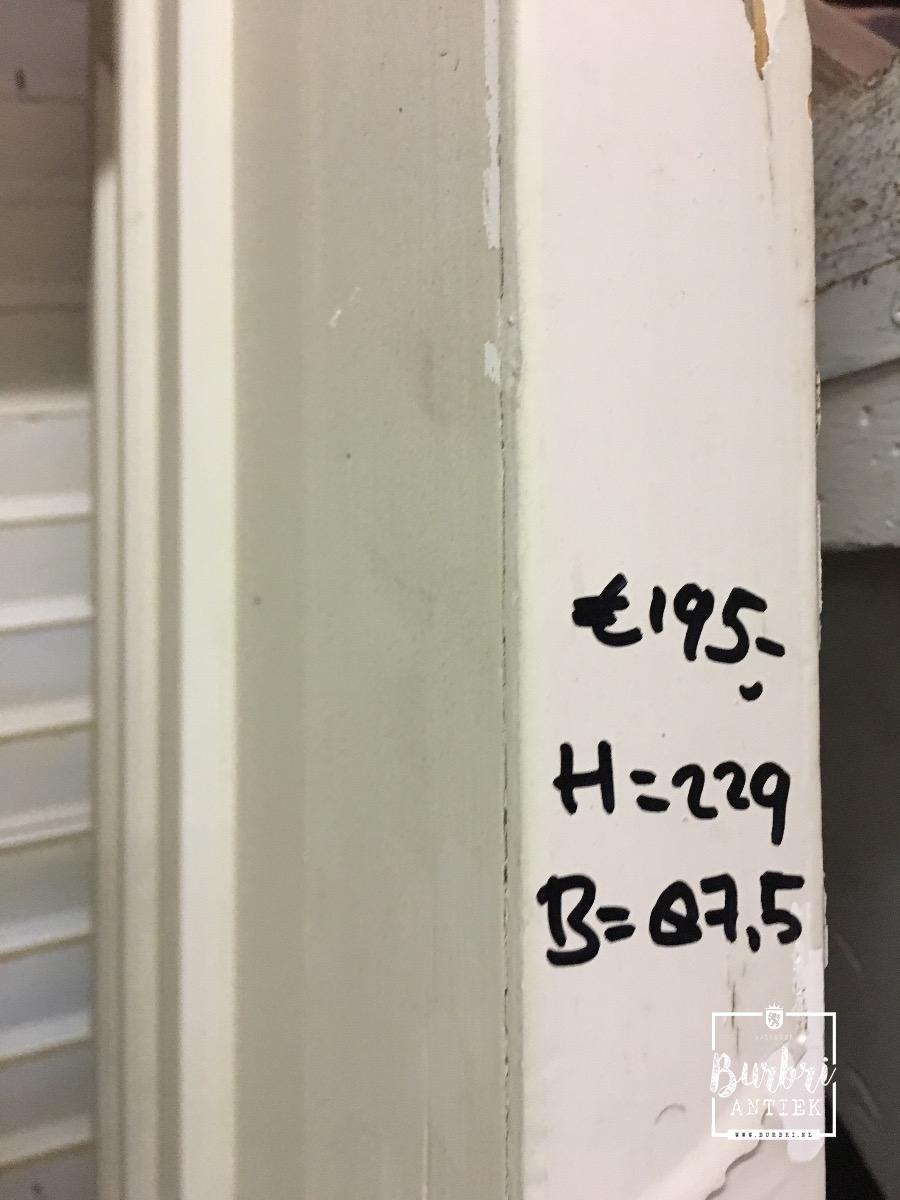 €195,-
H=229
B=87,5
Burbri
ANTIEK
WWW.BURBRI.NL